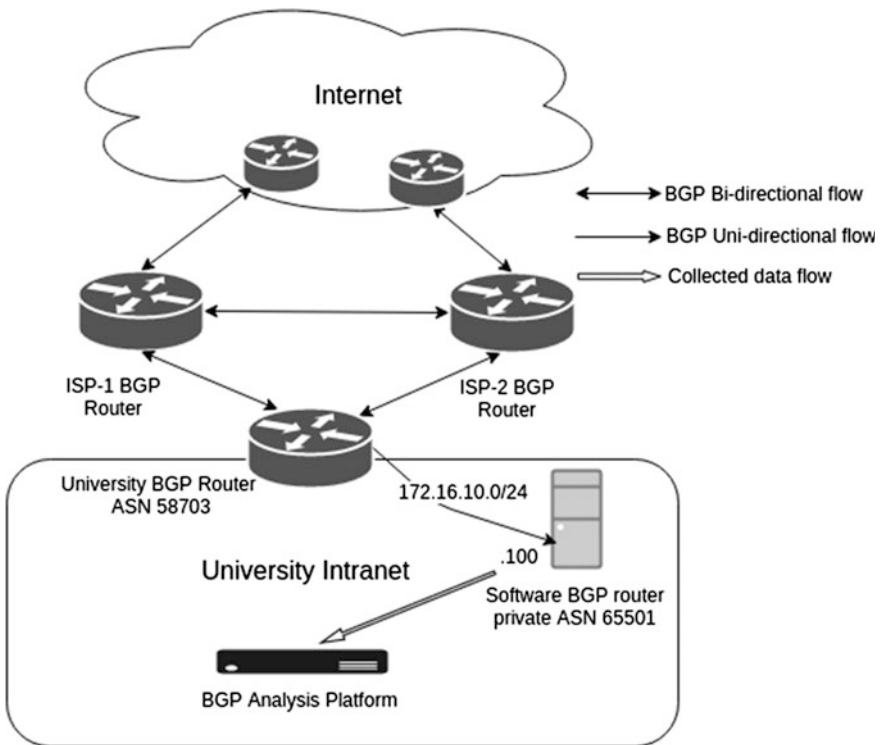 Internet
BGP Bi-directional flow
BGP Uni-directional flow
Collected data flow
ISP-1 BGP
Router
ISP-2 BGP
Router
University BGP Router
ASN 58703
172.16.10.0/24
.100
University Intranet
Software BGP router
private ASN 65501
BGP Analysis Platform